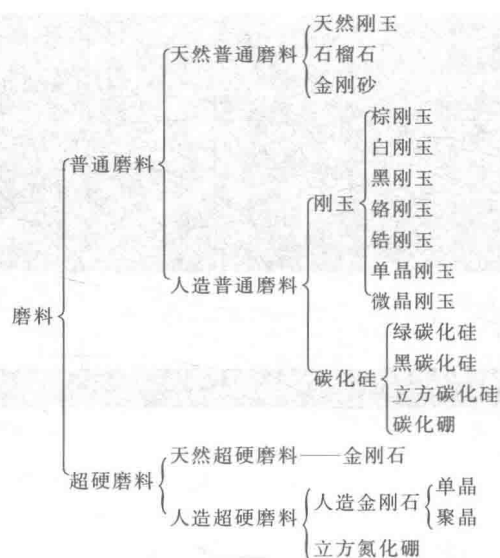 天然刚玉
天然普通磨料
石榴石
金刚砂
棕刚玉
白刚玉
普通磨料
黑刚玉
刚玉
铬刚玉
锆刚玉
单晶刚玉
人造普通磨料
微晶刚玉
磨料
绿碳化硅
黑碳化硅
碳化硅
立方碳化硅
碳化硼
天然超硬磨料——金刚石
超硬磨料
单晶
人造金刚石
人造超硬磨料
聚晶
立方氮化硼